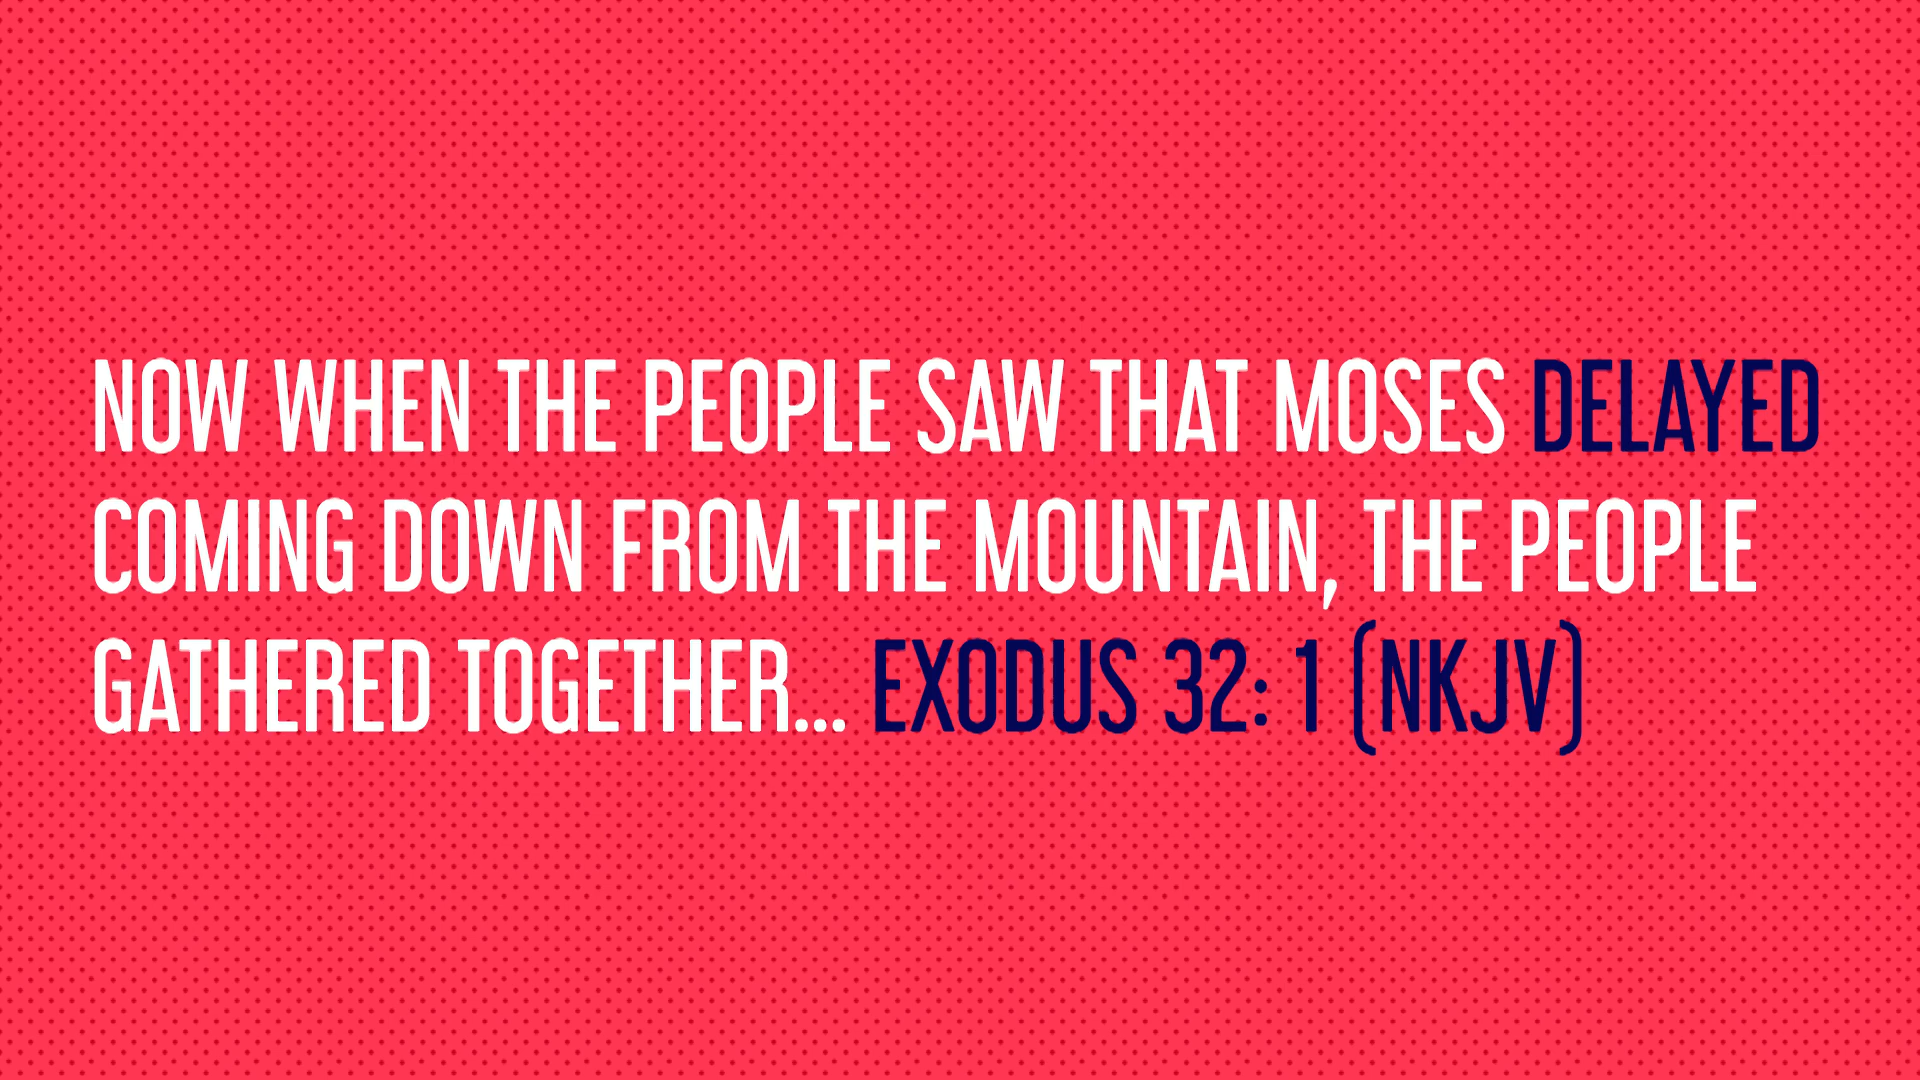 NOW WHEN THE PEOPLE SAW THAT MOSES DELAYED
COMING DOWN FROM THE MOUNTAIN, THE PEOPLE
GATHERED TOGETHER... EXODUS 32: 1 (NKJV)